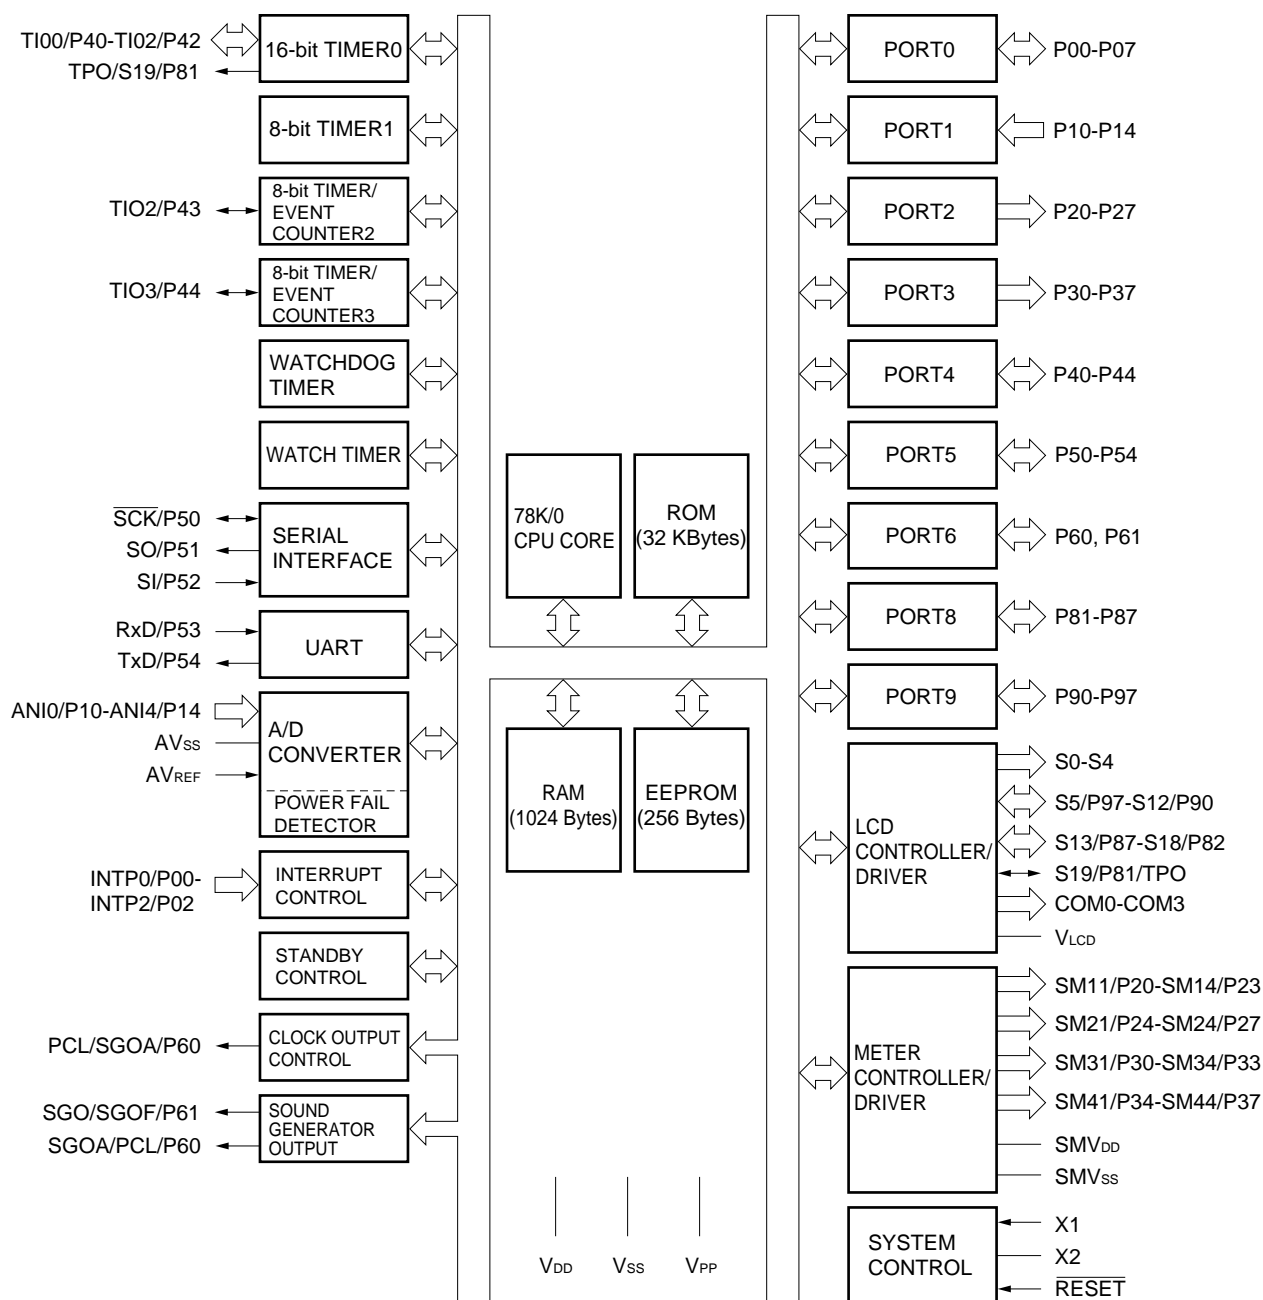 TI00/P40-TI02/P42
TPO/S19/P81
16-bit TIMER0
8-bit TIMER1
TIO2/P43
8-bit TIMER/
EVENT
COUNTER2
TIO3/P44
8-bit TIMER/
EVENT
COUNTER3
WATCHDOG
TIMER
WATCH TIMER
SCK/P50
SO/P51
SI/P52
SERIAL
INTERFACE
RxD/P53
TxD/P54
UART
ANI0/P10-ANI4/P14
AVSS
AVREF
A/D
CONVERTER
POWER FAIL
DETECTOR
INTP0/P00-
INTP2/P02
INTERRUPT
CONTROL
STANDBY
CONTROL
PCL/SGOA/P60
CLOCK OUTPUT
CONTROL
SGO/SGOF/P61
SGOA/PCL/P60
SOUND
GENERATOR
OUTPUT
78K/0
CPU CORE
ROM
(32 KBytes)
RAM
(1024 Bytes)
EEPROM
(256 Bytes)
VDD
VSS
VPP
PORT0
P00-P07
PORT1
P10-P14
PORT2
P20-P27
PORT3
P30-P37
PORT4
P40-P44
PORT5
P50-P54
PORT6
P60, P61
PORT8
P81-P87
PORT9
P90-P97
LCD
CONTROLLER/
DRIVER
S0-S4
S5/P97-S12/P90
S13/P87-S18/P82
S19/P81/TPO
COM0-COM3
VLCD
METER
CONTROLLER/
DRIVER
SM11/P20-SM14/P23
SM21/P24-SM24/P27
SM31/P30-SM34/P33
SM41/P34-SM44/P37
SMVDD
SMVSS
SYSTEM
CONTROL
X1
X2
RESET